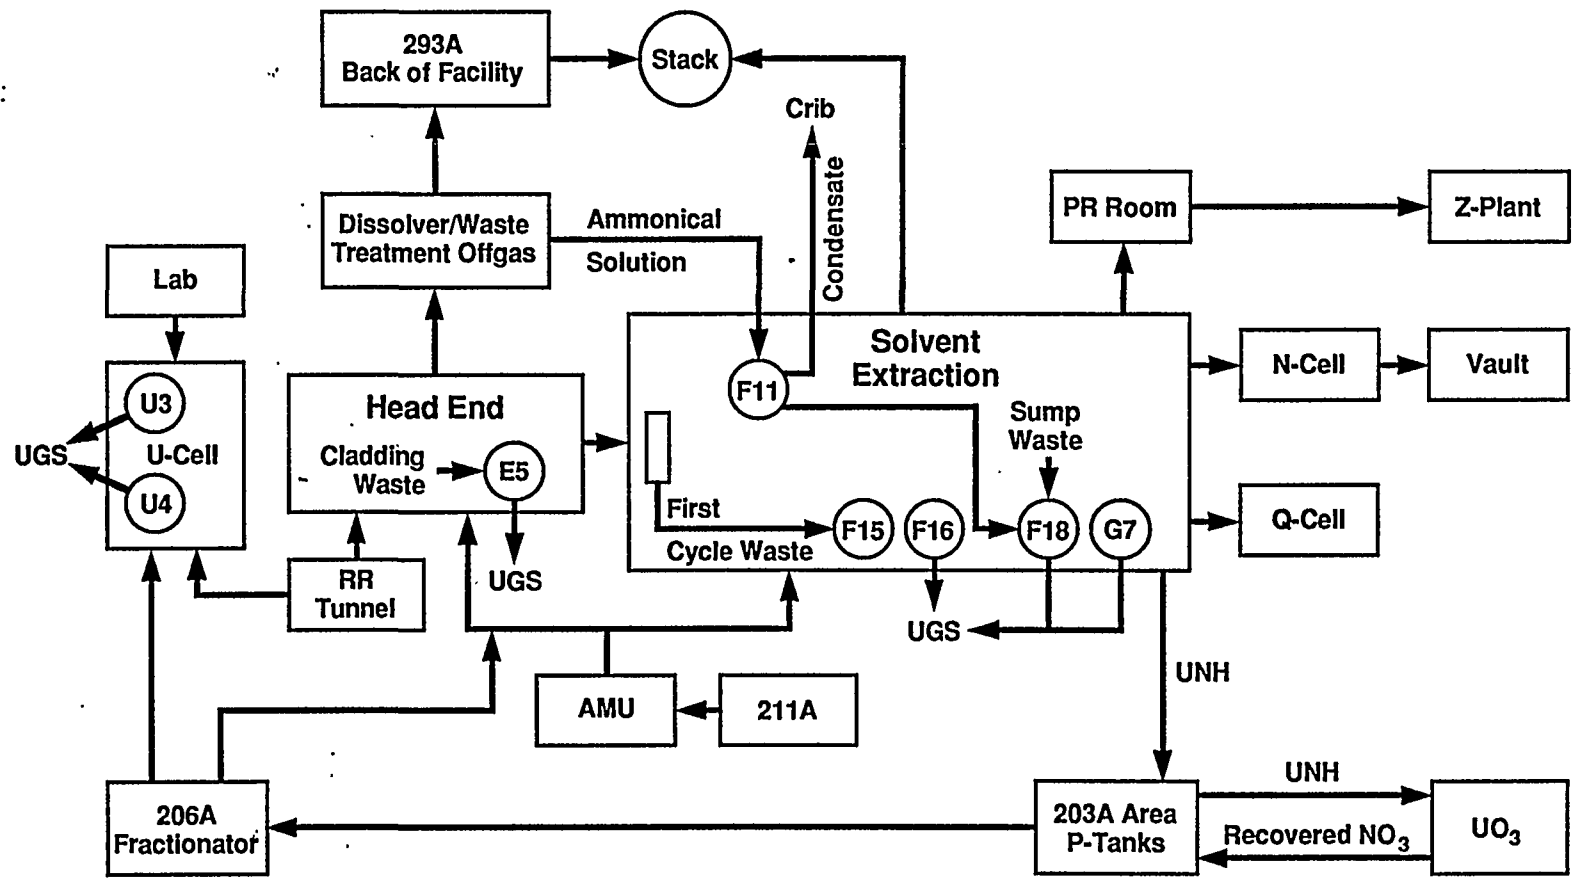 293A
Back of Facility
Stack
Crib
Condensate
Dissolver/Waste
Treatment Offgas
Ammonical
Solution
PR Room
Z-Plant
Lab
U3
U-Cell
U4
UGS
Head End
Cladding
Waste
E5
UGS
RR
Tunnel
Solvent
Extraction
F11
Sump
Waste
First
Cycle Waste
F15
F16
F18
G7
UGS
N-Cell
Vault
Q-Cell
AMU
211A
UNH
206A
Fractionator
203A Area
P-Tanks
UNH
Recovered NO3
UO3